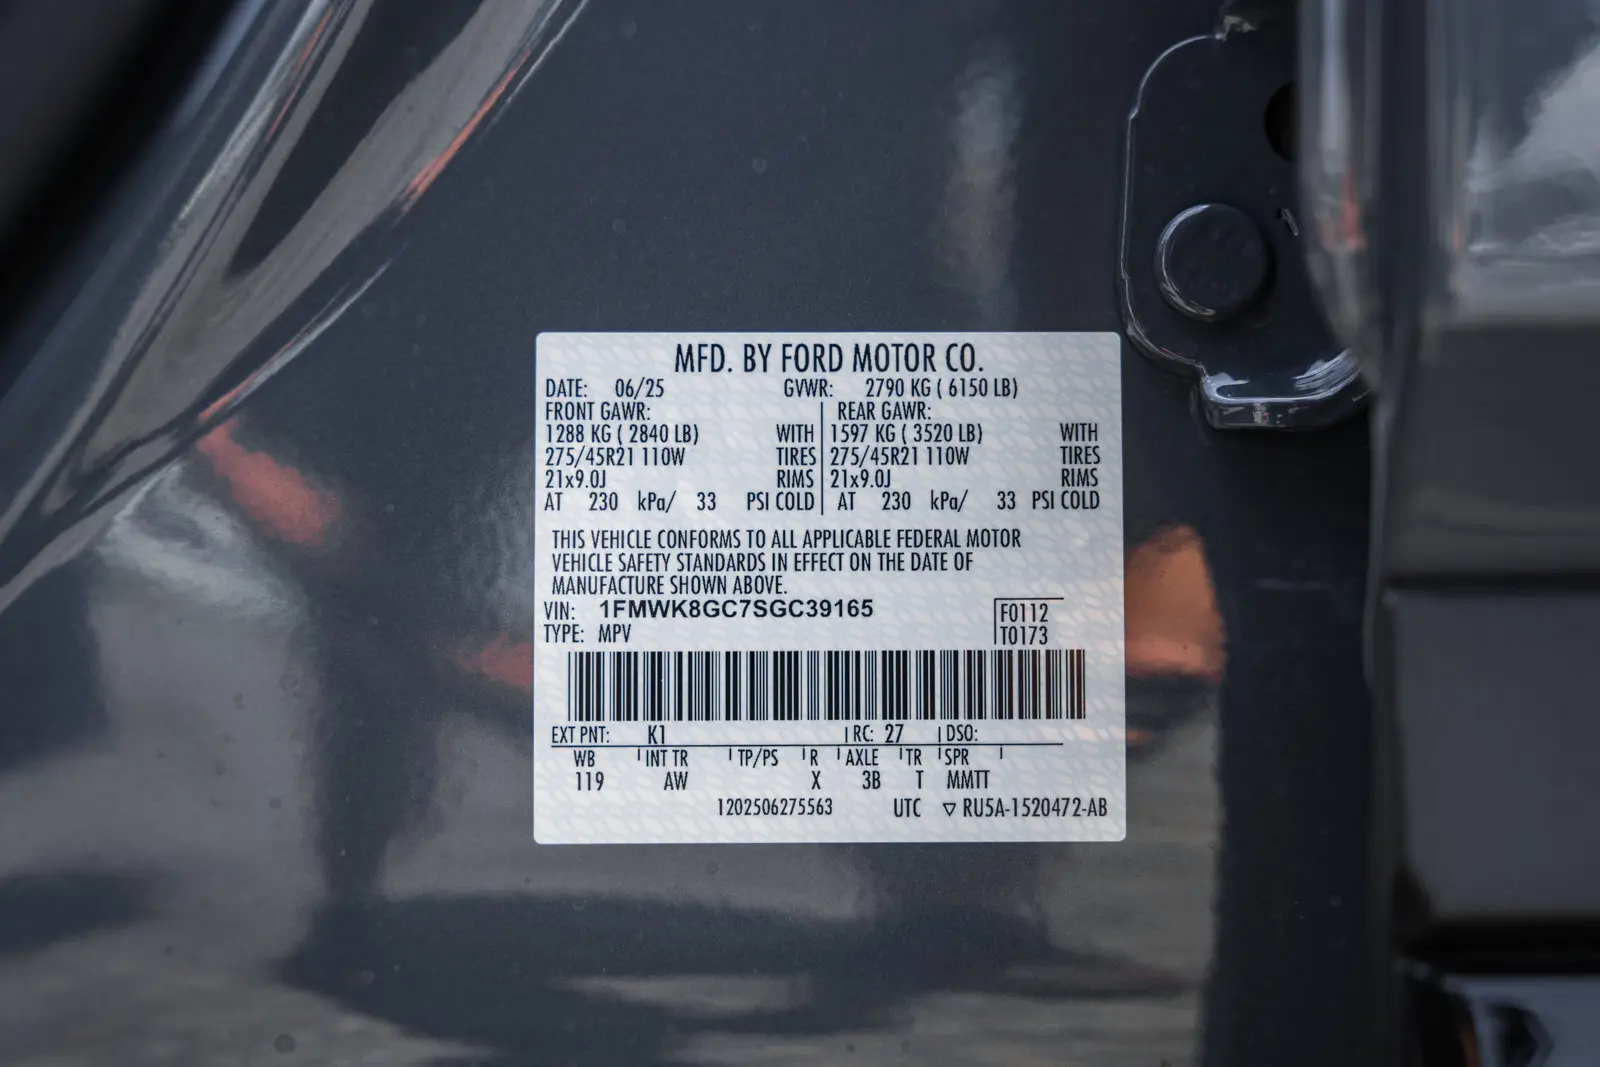 MFD. BY FORD MOTOR CO.
DATE: 06/25 GVWR: 2790 KG ( 6150 LB)
FRONT GAWR: REAR GAWR:
1288 KG ( 2840 LB) WITH 1597 KG ( 3520 LB) WITH
275/45R21 110W TIRES 275/45R21 110W TIRES
21x9.0J RIMS 21x9.0J RIMS
AT 230 kPa/ 33 PSI COLD AT 230 kPa/ 33 PSI COLD
THIS VEHICLE CONFORMS TO ALL APPLICABLE FEDERAL MOTOR
VEHICLE SAFETY STANDARDS IN EFFECT ON THE DATE OF
MANUFACTURE SHOWN ABOVE.
VIN: 1FMWK8GC7SGC39165 F0112
TYPE: MPV T0173
EXT PNT: K1 RC: 27 DSO:
WB INT TR TP/PS R AXLE TR SPR
119 AW X 3B T MMTT
1202506275563 UTC ▽ RU5A-1520472-AB